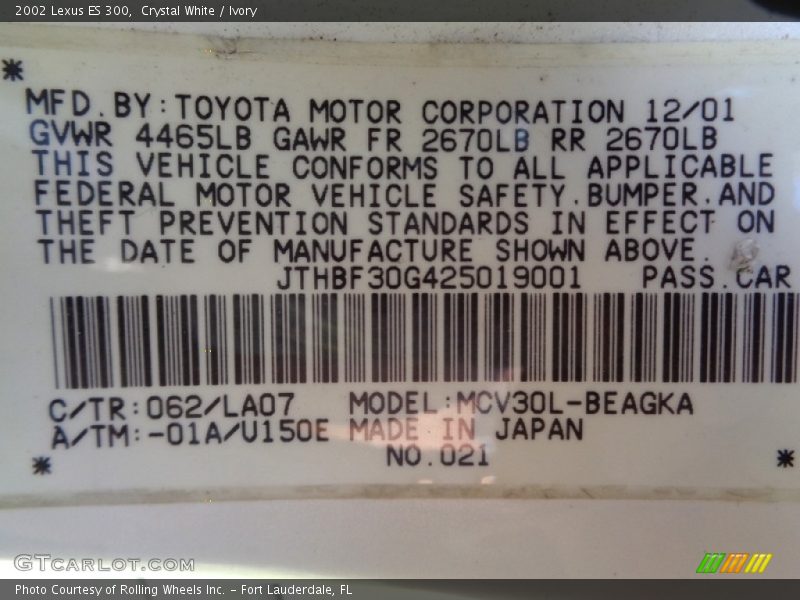 2002 Lexus ES 300, Crystal White / Ivory
MFD.BY:TOYOTA MOTOR CORPORATION 12/01
GVWR 4465LB GAWR FR 2670LB RR 2670LB
THIS VEHICLE CONFORMS TO ALL APPLICABLE
FEDERAL MOTOR VEHICLE SAFETY.BUMPER.AND
THEFT PREVENTION STANDARDS IN EFFECT ON
THE DATE OF MANUFACTURE SHOWN ABOVE.
JTHBF30G425019001 PASS.CAR
C/TR:062/LA07 MODEL:MCV30L-BEAGKA
A/TM:-01A/U150E MADE IN JAPAN
NO.021
GTCARLOT.COM
Photo Courtesy of Rolling Wheels Inc. - Fort Lauderdale, FL